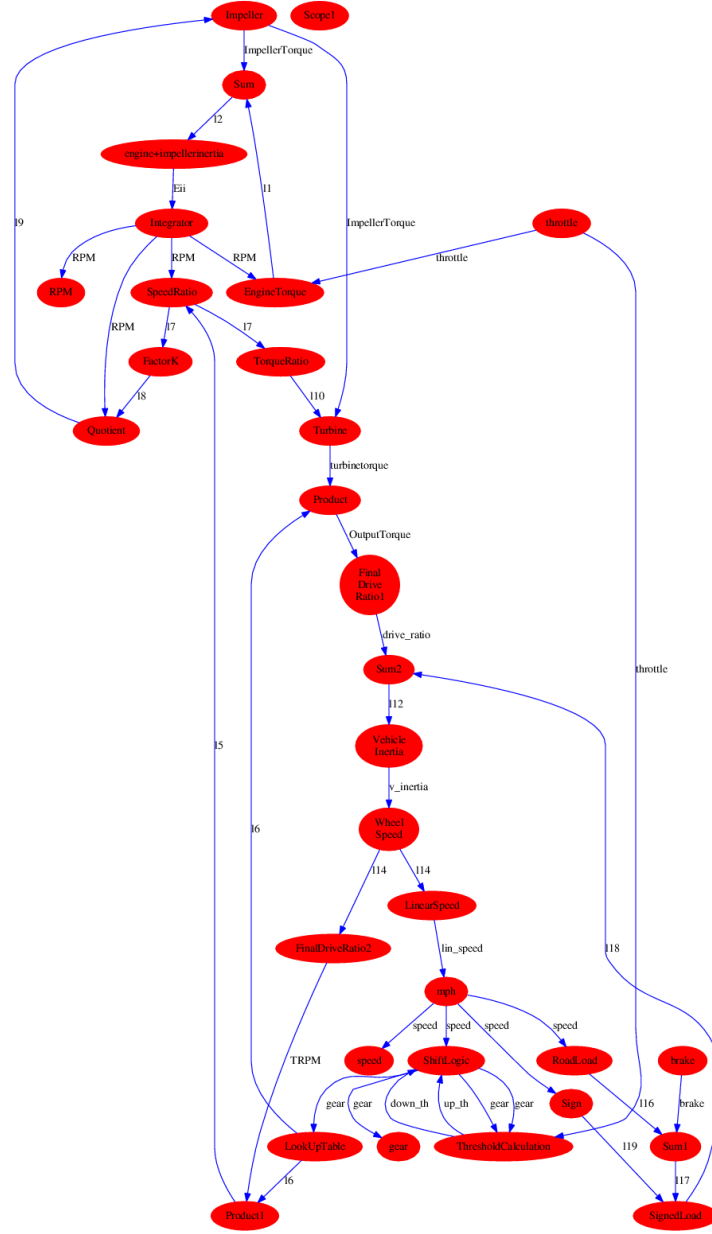 Impeller
Scope1
ImpellerTorque
Sum
l2
engine+impellerinertia
Eii
l1
l9
ImpellerTorque
Integrator
throttle
RPM
RPM
RPM
throttle
RPM
SpeedRatio
EngineTorque
RPM
l7
l7
FactorK
TorqueRatio
l8
l10
Quotient
Turbine
turbinetorque
Product
OutputTorque
Final
Drive
Ratio1
drive_ratio
throttle
Sum2
l12
l5
Vehicle
Inertia
v_inertia
l6
Wheel
Speed
l14
l14
LinearSpeed
FinalDriveRatio2
lin_speed
l18
mph
speed
speed
speed
speed
TRPM
speed
ShiftLogic
RoadLoad
brake
gear
gear
down_th
up_th
gear
gear
Sign
l16
brake
LookUpTable
gear
ThresholdCalculation
Sum1
l6
l19
l17
Product1
SignedLoad